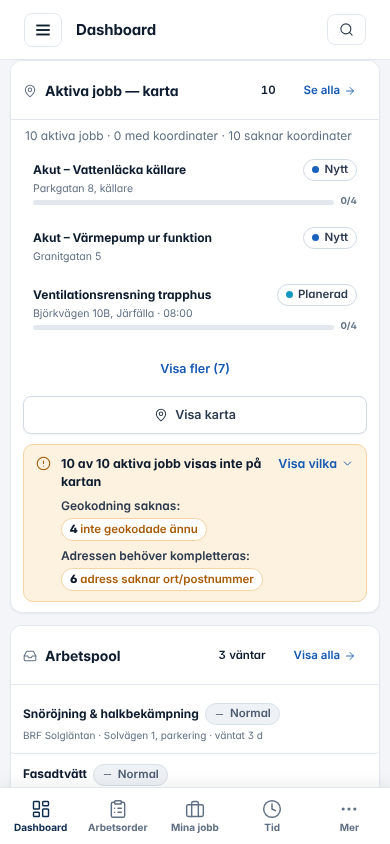 Dashboard
Aktiva jobb — karta 10 Se alla →
10 aktiva jobb · 0 med koordinater · 10 saknar koordinater
Akut – Vattenläcka källare Nytt
Parkgatan 8, källare
0/4
Akut – Värmepump ur funktion Nytt
Granitgatan 5
Ventilationsrensning trapphus Planerad
Björkvägen 10B, Järfälla · 08:00
0/4
Visa fler (7)
Visa karta
10 av 10 aktiva jobb visas inte på Visa vilka
kartan
Geokodning saknas:
4 inte geokodade ännu
Adressen behöver kompletteras:
6 adress saknar ort/postnummer
Arbetspool 3 väntar Visa alla →
Snöröjning & halkbekämpning – Normal
BRF Solgläntan · Solvägen 1, parkering · väntat 3 d
Fasadtvätt – Normal
Dashboard Arbetsorder Mina jobb Tid Mer